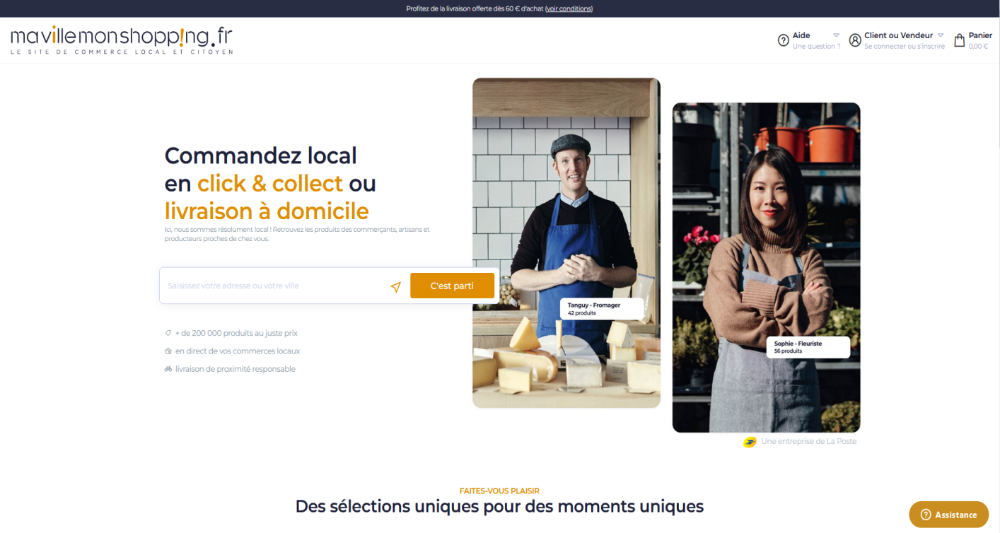 Profitez de la livraison offerte dès 60 € d'achat (voir conditions)
mavillemonshopp!ng.fr
LE SITE DE COMMERCE LOCAL ET CITOYEN
Aide
Une question ?
Client ou Vendeur
Se connecter ou s'inscrire
Panier
0,00 €
Commandez local
en click & collect ou
livraison à domicile
Ici, nous sommes résolument local ! Retrouvez les produits des commerçants, artisans et
producteurs proches de chez vous.
Saisissez votre adresse ou votre ville
C'est parti
+ de 200 000 produits au juste prix
en direct de vos commerces locaux
livraison de proximité responsable
Tanguy - Fromager
42 produits
Sophie - Fleuriste
56 produits
Une entreprise de La Poste
FAITES-VOUS PLAISIR
Des sélections uniques pour des moments uniques
Assistance